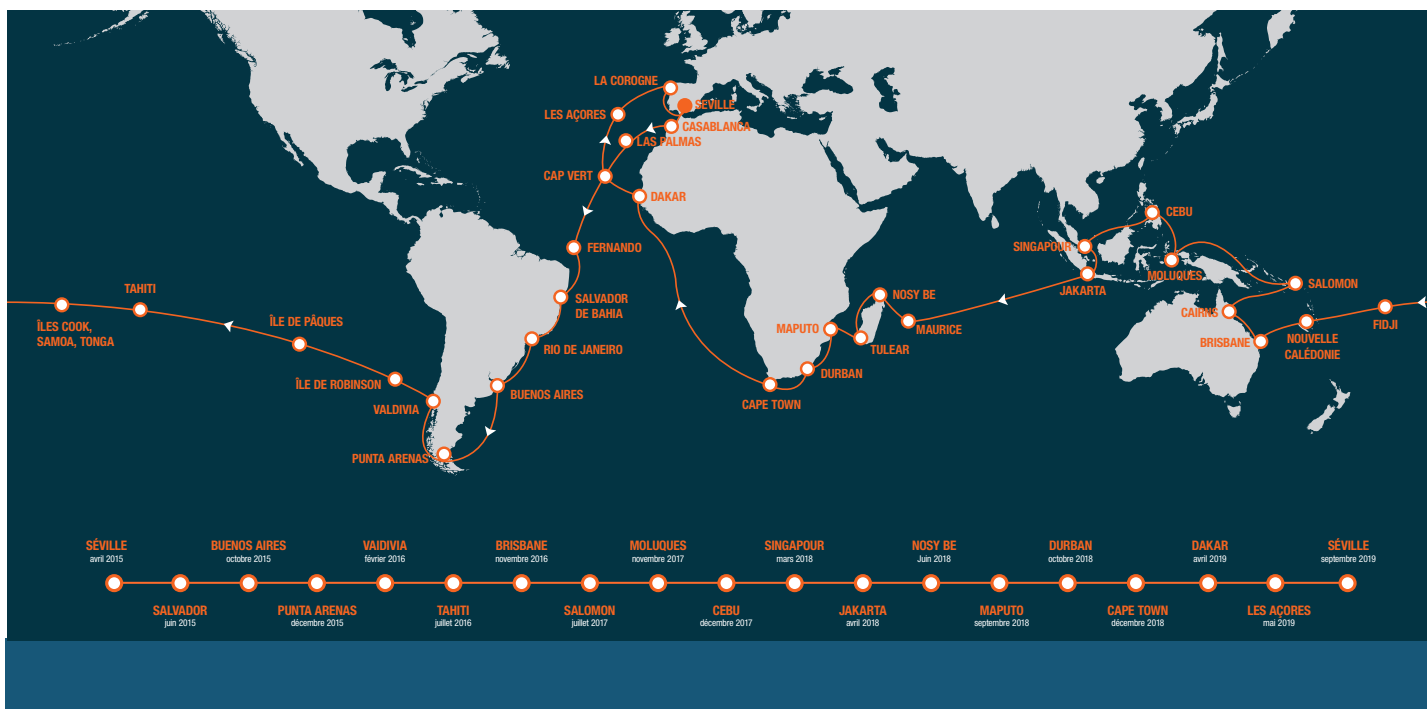 LA COROGNE
SÉVILLE
LES AÇORES
CASABLANCA
LAS PALMAS
CAP VERT
DAKAR
CEBU
SINGAPOUR
FERNANDO
MOLUQUES
TAHITI
SALVADOR
DE BAHIA
NOSY BE
JAKARTA
SALOMON
ÎLES COOK,
SAMOA, TONGA
ÎLE DE PÂQUES
CAIRNS
FIDJI
MAPUTO
MAURICE
RIO DE JANEIRO
TULEAR
BRISBANE
NOUVELLE
CALÉDONIE
ÎLE DE ROBINSON
DURBAN
BUENOS AIRES
VALDIVIA
CAPE TOWN
PUNTA ARENAS
SÉVILLE
avril 2015
BUENOS AIRES
octobre 2015
VAIDIVIA
février 2016
BRISBANE
novembre 2016
MOLUQUES
novembre 2017
SINGAPOUR
mars 2018
NOSY BE
Juin 2018
DURBAN
octobre 2018
DAKAR
avril 2019
SÉVILLE
septembre 2019
SALVADOR
juin 2015
PUNTA ARENAS
décembre 2015
TAHITI
juillet 2016
SALOMON
juillet 2017
CEBU
décembre 2017
JAKARTA
avril 2018
MAPUTO
septembre 2018
CAPE TOWN
décembre 2018
LES AÇORES
mai 2019